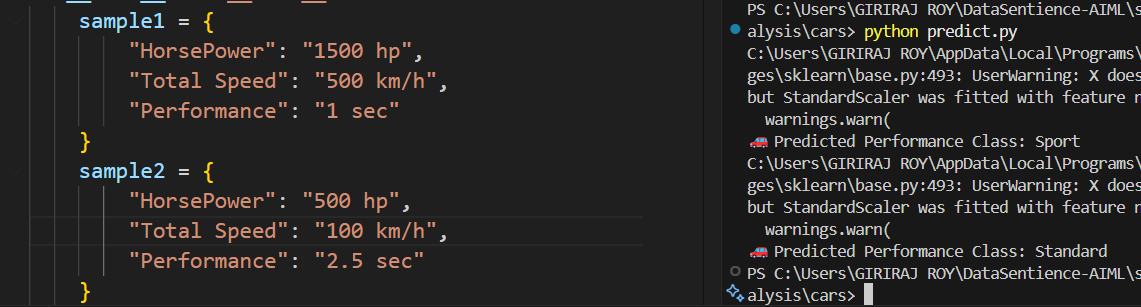 sample1 = {
"HorsePower": "1500 hp",
"Total Speed": "500 km/h",
"Performance": "1 sec"
}
sample2 = {
"HorsePower": "500 hp",
"Total Speed": "100 km/h",
"Performance": "2.5 sec"
}
PS C:\Users\GIRIRAJ ROY\DataSentience-AIML\s
alysis\cars> python predict.py
C:\Users\GIRIRAJ ROY\AppData\Local\Programs\
ges\sklearn\base.py:493: UserWarning: X does
but StandardScaler was fitted with feature n
warnings.warn(
🚗 Predicted Performance Class: Sport
C:\Users\GIRIRAJ ROY\AppData\Local\Programs\
ges\sklearn\base.py:493: UserWarning: X does
but StandardScaler was fitted with feature n
warnings.warn(
🚗 Predicted Performance Class: Standard
PS C:\Users\GIRIRAJ ROY\DataSentience-AIML\s
alysis\cars>